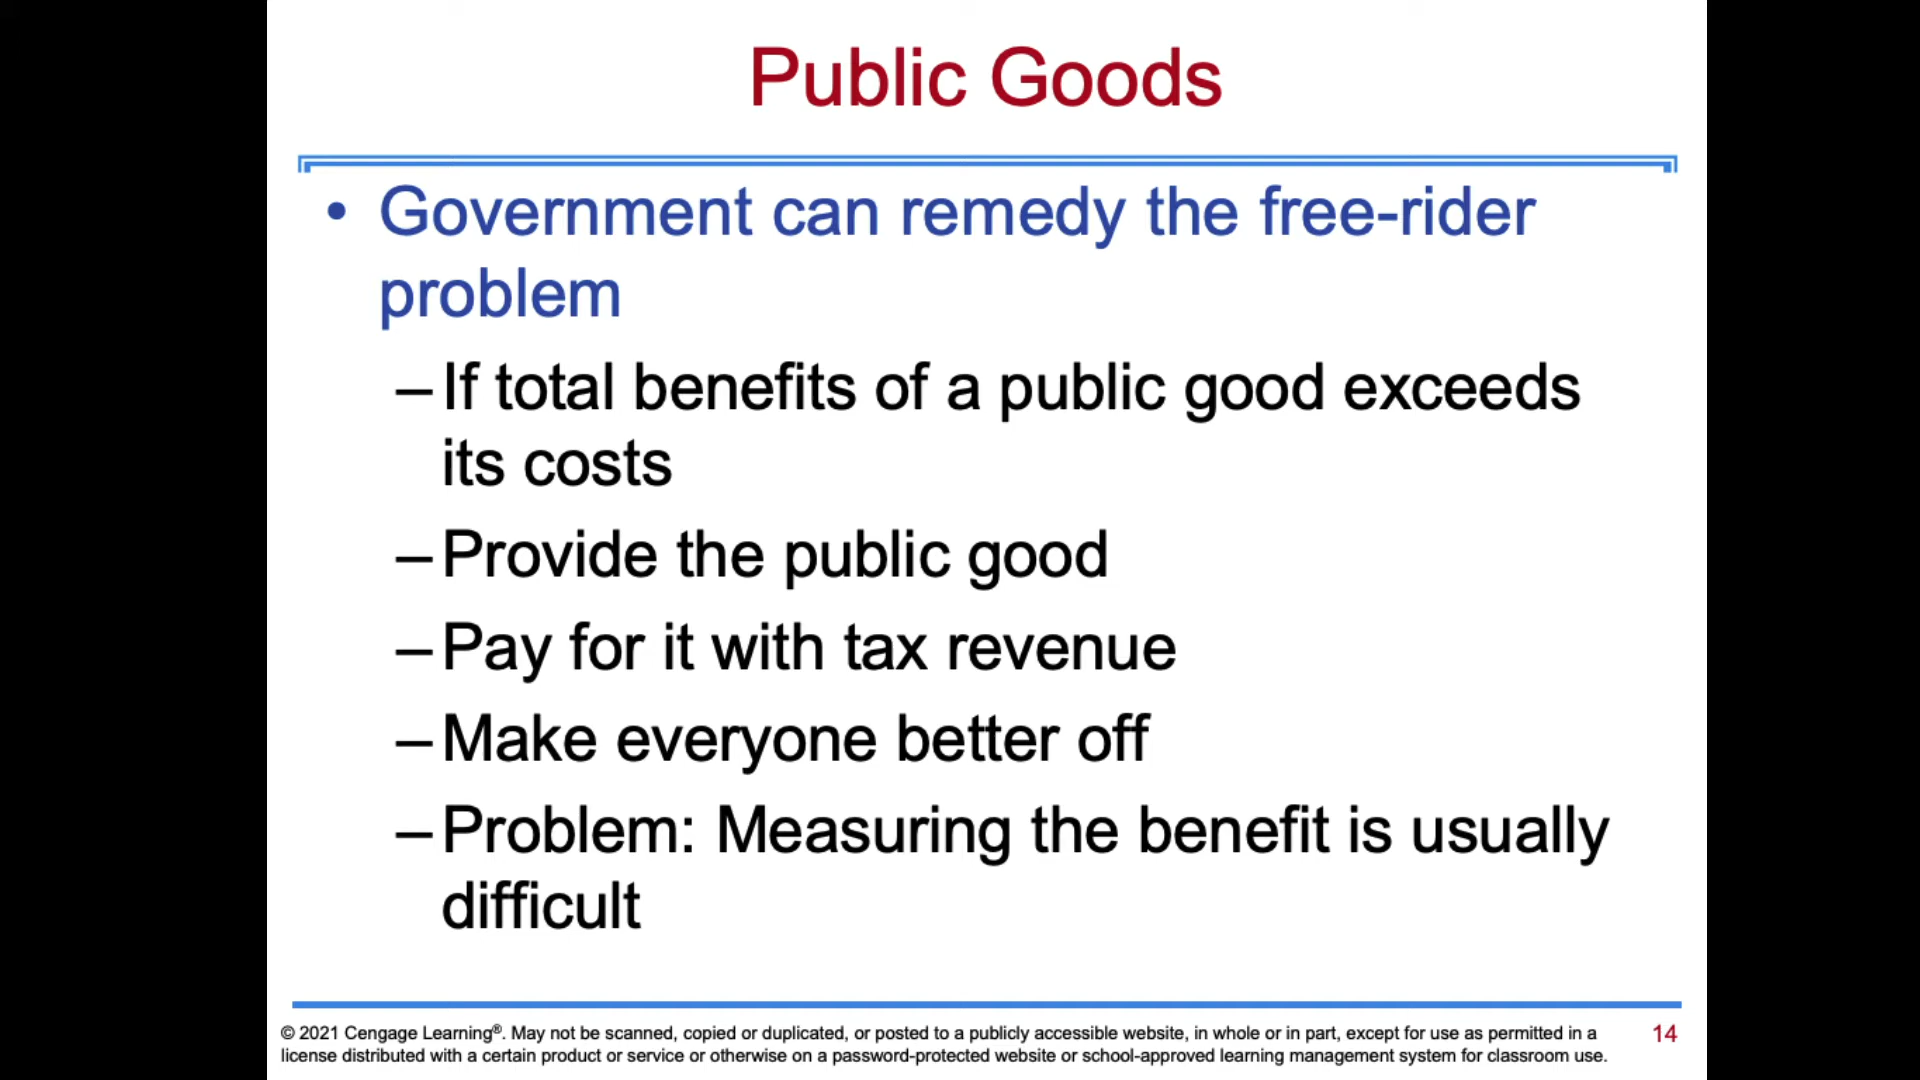 Public Goods
• Government can remedy the free-rider
problem
– If total benefits of a public good exceeds
its costs
– Provide the public good
– Pay for it with tax revenue
– Make everyone better off
– Problem: Measuring the benefit is usually
difficult
© 2021 Cengage Learning®. May not be scanned, copied or duplicated, or posted to a publicly accessible website, in whole or in part, except for use as permitted in a
license distributed with a certain product or service or otherwise on a password-protected website or school-approved learning management system for classroom use.
14